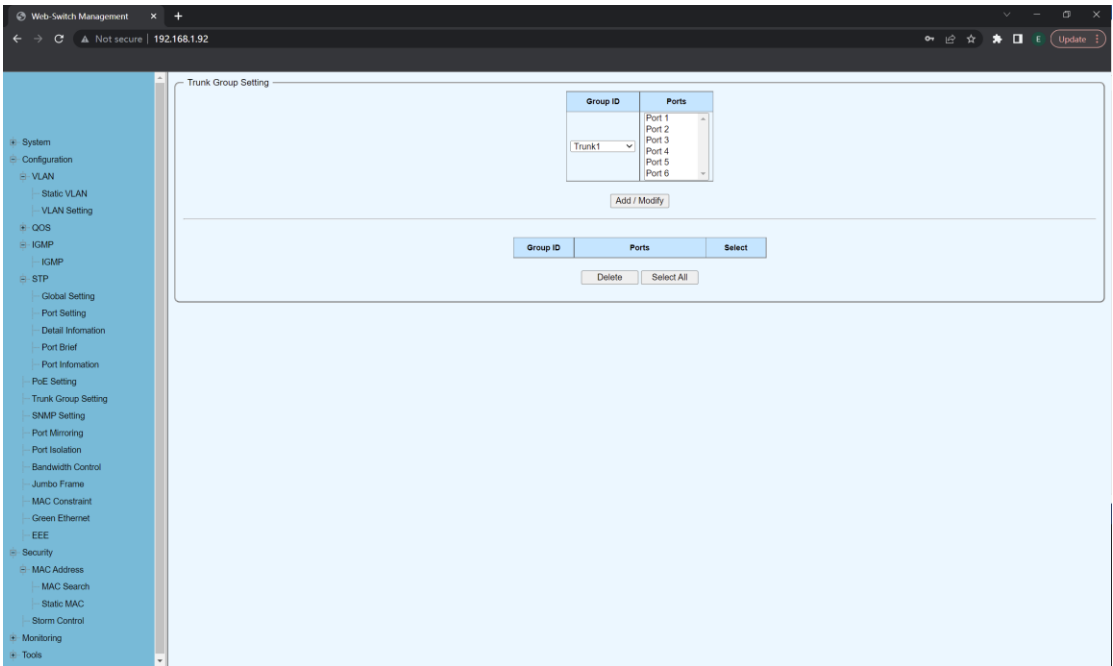 Web-Switch Management
Not secure | 192.168.1.92
E
Update
System
Configuration
VLAN
Static VLAN
VLAN Setting
QOS
IGMP
IGMP
STP
Global Setting
Port Setting
Detail Infomation
Port Brief
Port Infomation
PoE Setting
Trunk Group Setting
SNMP Setting
Port Mirroring
Port Isolation
Bandwidth Control
Jumbo Frame
MAC Constraint
Green Ethernet
EEE
Security
MAC Address
MAC Search
Static MAC
Storm Control
Monitoring
Tools
Trunk Group Setting
Group ID Ports
Trunk1
Port 1
Port 2
Port 3
Port 4
Port 5
Port 6
Add / Modify
Group ID Ports Select
Delete Select All